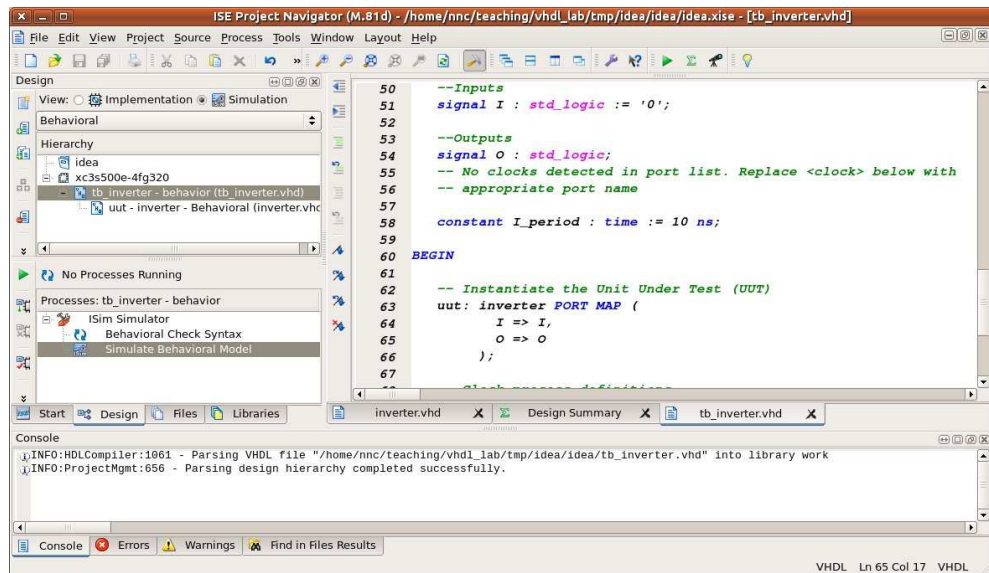 ISE Project Navigator (M.81d) - /home/nnc/teaching/vhdl_lab/tmp/idea/idea/idea.xise - [tb_inverter.vhd]
File Edit View Project Source Process Tools Window Layout Help
Design
View: Implementation Simulation
Behavioral
Hierarchy
idea
xc3s500e-4fg320
tb_inverter - behavior (tb_inverter.vhd)
uut - inverter - Behavioral (inverter.vhd
No Processes Running
Processes: tb_inverter - behavior
ISim Simulator
Behavioral Check Syntax
Simulate Behavioral Model
Start Design Files Libraries
50 --Inputs
51 signal I : std_logic := '0';
52
53 --Outputs
54 signal O : std_logic;
55 -- No clocks detected in port list. Replace <clock> below with
56 -- appropriate port name
57
58 constant I_period : time := 10 ns;
59
60 BEGIN
61
62 -- Instantiate the Unit Under Test (UUT)
63 uut: inverter PORT MAP (
64 I => I,
65 O => O
66 );
67
inverter.vhd Design Summary tb_inverter.vhd
Console
INFO:HDLCompiler:1061 - Parsing VHDL file "/home/nnc/teaching/vhdl_lab/tmp/idea/idea/tb_inverter.vhd" into library work
INFO:ProjectMgmt:656 - Parsing design hierarchy completed successfully.
Console Errors Warnings Find in Files Results
VHDL Ln 65 Col 17 VHDL